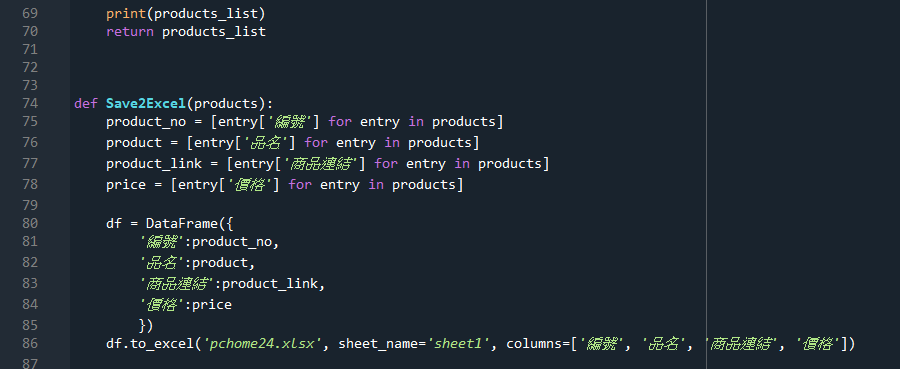 69 print(products_list)
70 return products_list
71
72
73
74 def Save2Excel(products):
75 product_no = [entry['編號'] for entry in products]
76 product = [entry['品名'] for entry in products]
77 product_link = [entry['商品連結'] for entry in products]
78 price = [entry['價格'] for entry in products]
79
80 df = DataFrame({
81 '編號':product_no,
82 '品名':product,
83 '商品連結':product_link,
84 '價格':price
85 })
86 df.to_excel('pchome24.xlsx', sheet_name='sheet1', columns=['編號', '品名', '商品連結', '價格'])
87